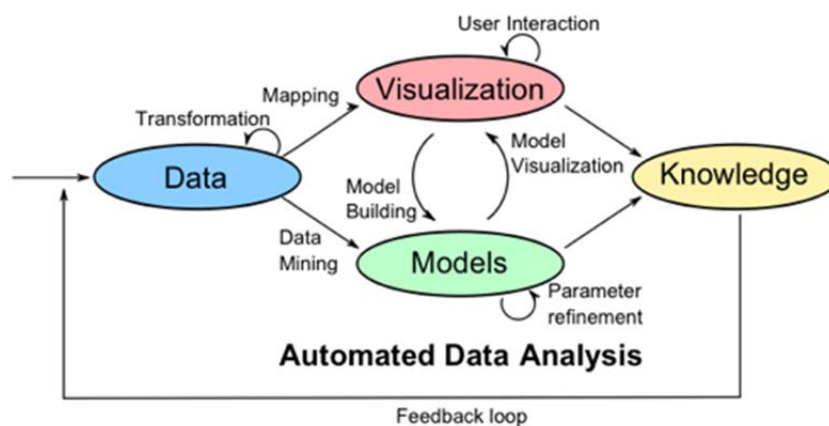 User Interaction
Visualization
Mapping
Transformation
Model
Visualization
Data
Knowledge
Model
Building
Data
Mining
Models
Parameter
refinement
Automated Data Analysis
Feedback loop